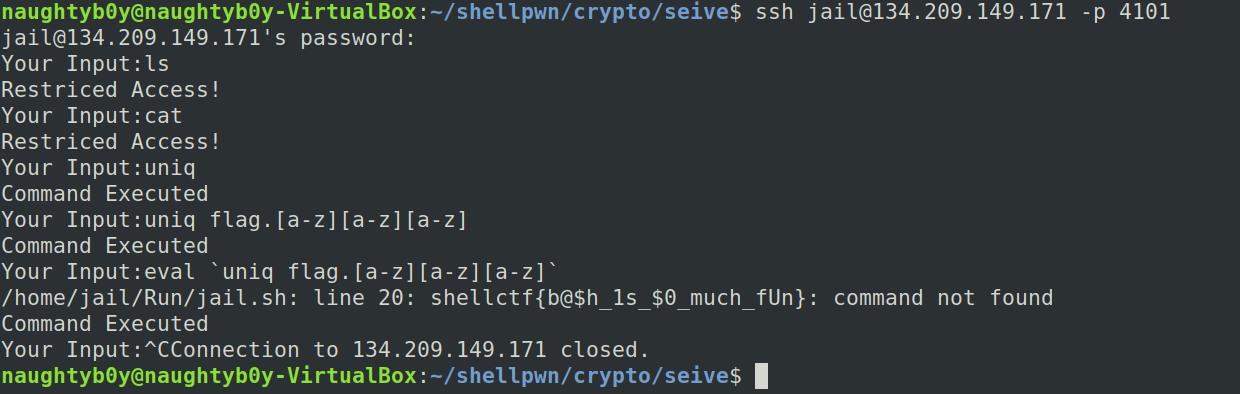 naughtyb0y@naughtyb0y-VirtualBox:~/shellpwn/crypto/seive$ ssh jail@134.209.149.171 -p 4101
jail@134.209.149.171's password:
Your Input:ls
Restriced Access!
Your Input:cat
Restriced Access!
Your Input:uniq
Command Executed
Your Input:uniq flag.[a-z][a-z][a-z]
Command Executed
Your Input:eval `uniq flag.[a-z][a-z][a-z]`
/home/jail/Run/jail.sh: line 20: shellctf{b@$h_1s_$0_much_fUn}: command not found
Command Executed
Your Input:^CConnection to 134.209.149.171 closed.
naughtyb0y@naughtyb0y-VirtualBox:~/shellpwn/crypto/seive$